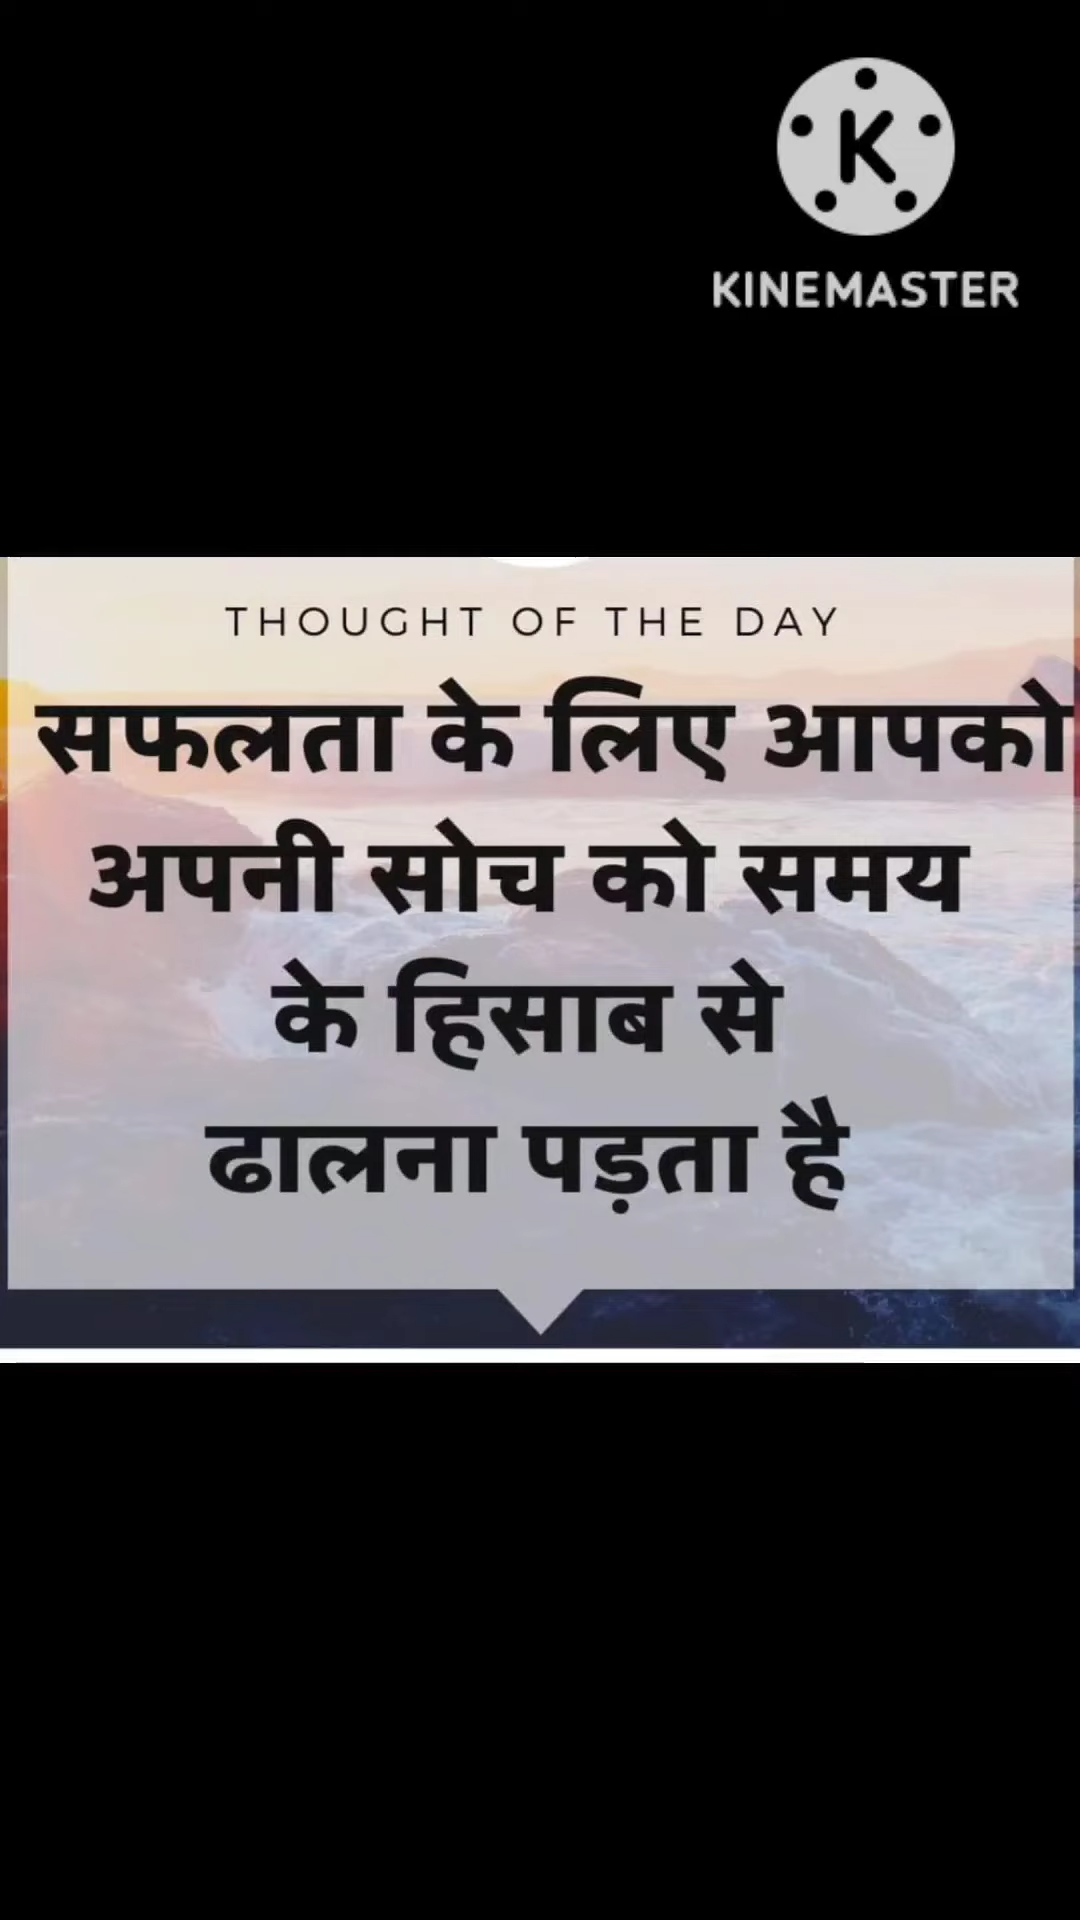 K
KINEMASTER
THOUGHT OF THE DAY
सफलता के लिए आपको
अपनी सोच को समय
के हिसाब से
ढालना पड़ता है